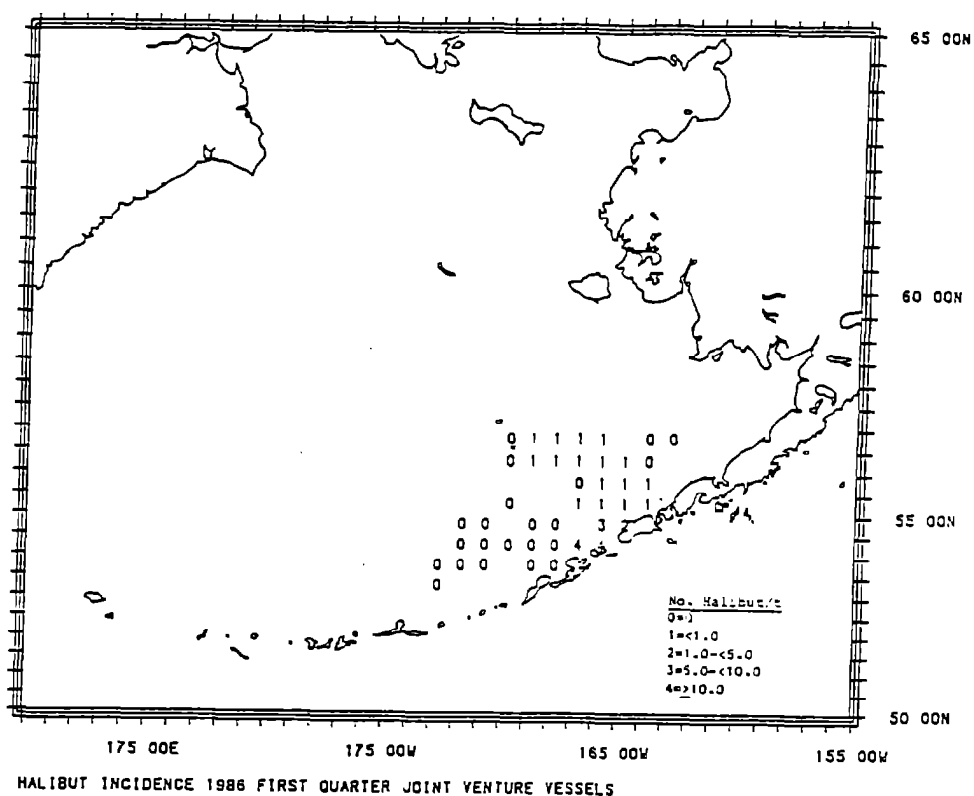 65 00N
60 00N
0 1 1 1 1 0 0
0 1 1 1 1 1 0
0 1 1 1
0 1 1 1 1
0 0 0 0 3
55 00N
0 0 0 0 0 4
0 0 0 0 0
0
No. Halibut/t
0=0
1=<1.0
2=1.0-<5.0
3=5.0-<10.0
4=≥10.0
50 00N
175 00E 175 00W 165 00W 155 00W
HALIBUT INCIDENCE 1986 FIRST QUARTER JOINT VENTURE VESSELS